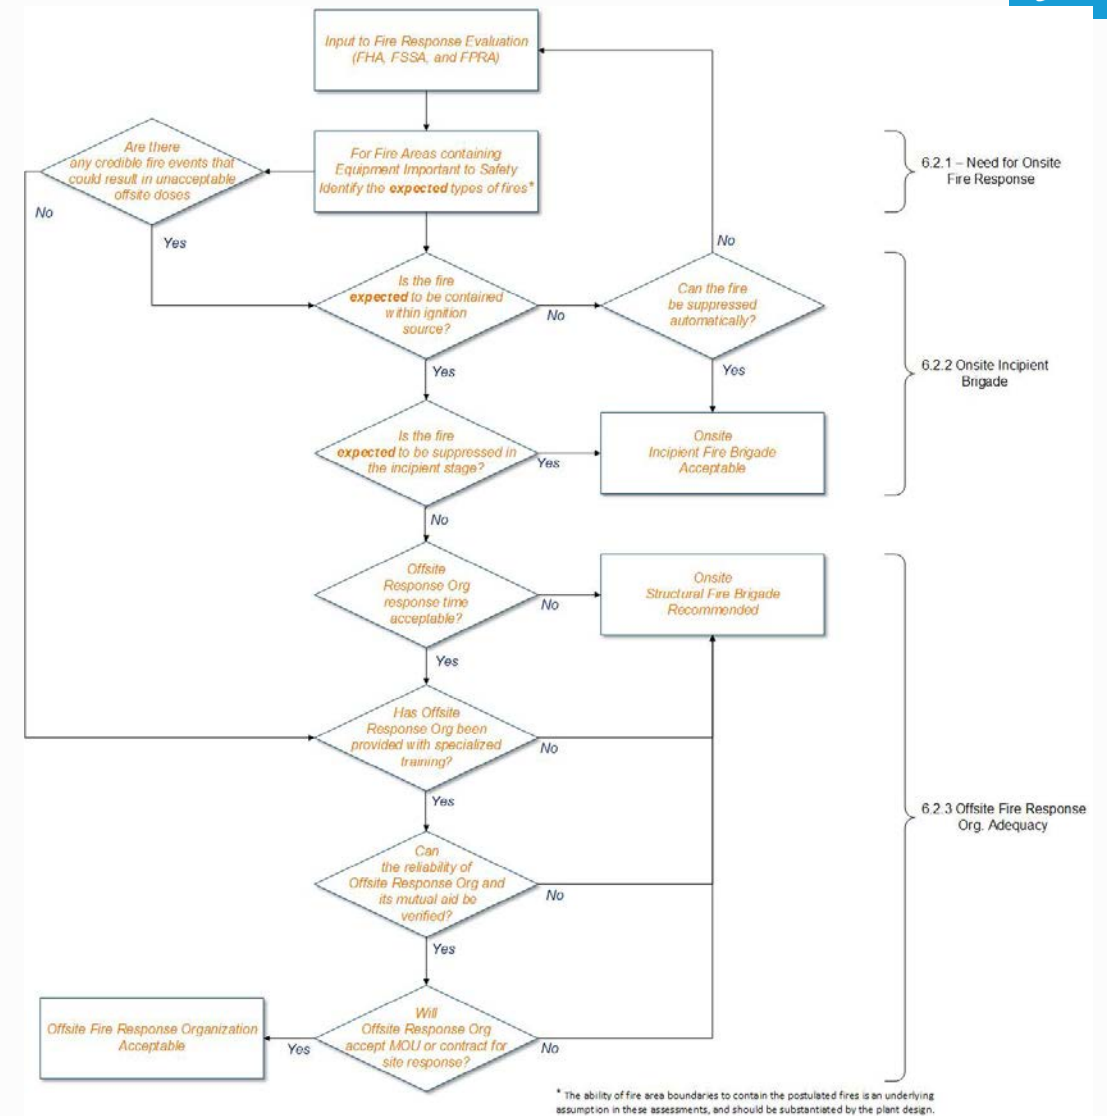 Input to Fire Response Evaluation
(FHA, FSSA, and FPRA)
Are there
any credible fire events that
could result in unacceptable
offsite doses
For Fire Areas containing
Equipment Important to Safety
Identify the expected types of fires*
6.2.1 – Need for Onsite
Fire Response
No
Yes
No
Is the fire
expected to be contained
within ignition
source?
No
Can the fire
be suppressed
automatically?
Yes
Yes
6.2.2 Onsite Incipient
Brigade
Is the fire
expected to be suppressed in
the incipient stage?
Yes
Onsite
Incipient Fire Brigade
Acceptable
No
Offsite
Response Org
response time
acceptable?
No
Onsite
Structural Fire Brigade
Recommended
Yes
Has Offsite
Response Org been
provided with specialized
training?
No
Yes
6.2.3 Offsite Fire Response
Org. Adequacy
Can
the reliability of
Offsite Response Org and
its mutual aid be
verified?
No
Yes
Offsite Fire Response Organization
Acceptable
Yes
Will
Offsite Response Org
accept MOU or contract for
site response?
No
* The ability of fire area boundaries to contain the postulated fires is an underlying
assumption in these assessments, and should be substantiated by the plant design.